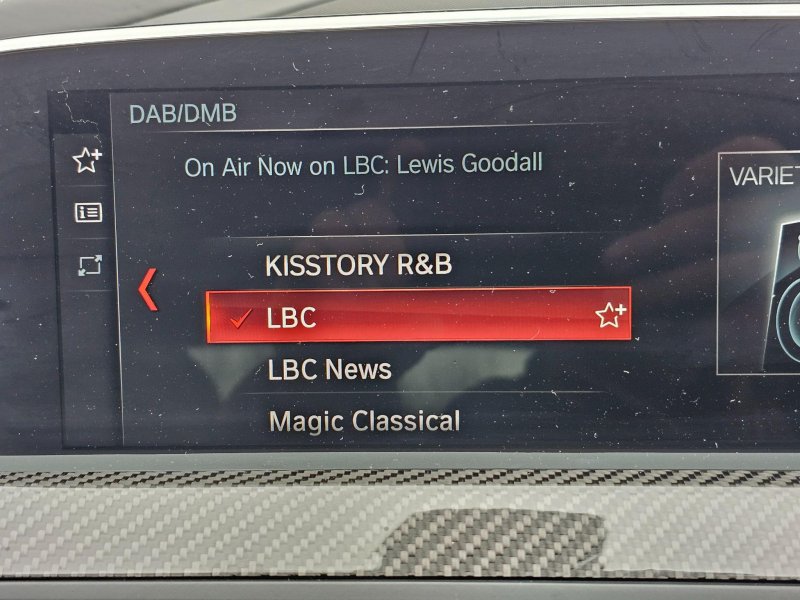 DAB/DMB
On Air Now on LBC: Lewis Goodall
VARIET
KISSTORY R&B
LBC
LBC News
Magic Classical